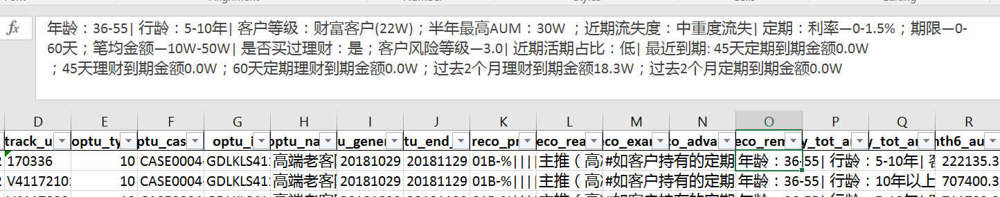 fx
年龄：36-55| 行龄：5-10年| 客户等级：财富客户(22W)；半年最高AUM：30W ；近期流失度：中重度流失| 定期：利率—0-1.5%；期限—0-
60天；笔均金额—10W-50W| 是否买过理财：是；客户风险等级—3.0| 近期活期占比：低| 最近到期: 45天定期到期金额0.0W
；45天理财到期金额0.0W；60天定期理财到期金额0.0W；过去2个月理财到期金额18.3W；过去2个月定期到期金额0.0W
D E F G H I J K L M N O P Q R
track_u optu_ty ptu_cas optu_i optu_na u_gener tu_end_ reco_pr eco_rea eco_exar co_adva eco_rem y_tot_ar y_tot_ar nth6_au
170336 10 CASE0004 GDLKLS41 高端老客 20181029 20181129 01B-%|||| 主推（高 #如客户持有的定期 年龄：36-55| 行龄：5-10年| 222135.3
V4117210 10 CASE0004 GDLKLS41 高端老客 20181029 20181129 01B-%|||| 主推（高 #如客户持有的定期 年龄：36-55| 行龄：10年以上 707400.3